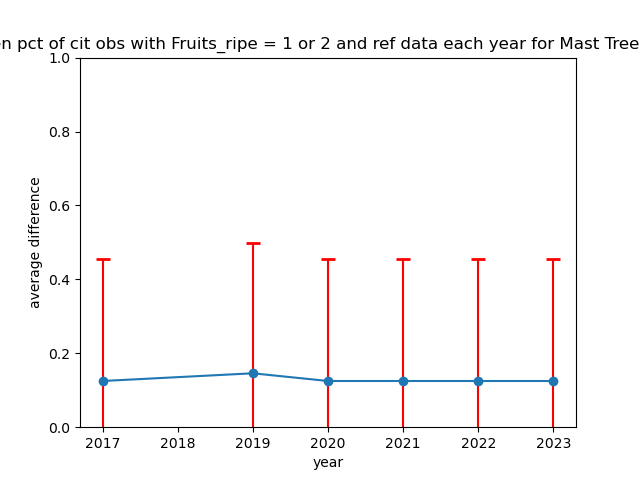 n pct of cit obs with Fruits_ripe = 1 or 2 and ref data each year for Mast Tree
1.0
0.8
0.6
0.4
0.2
0.0
average difference
2017 2018 2019 2020 2021 2022 2023
year